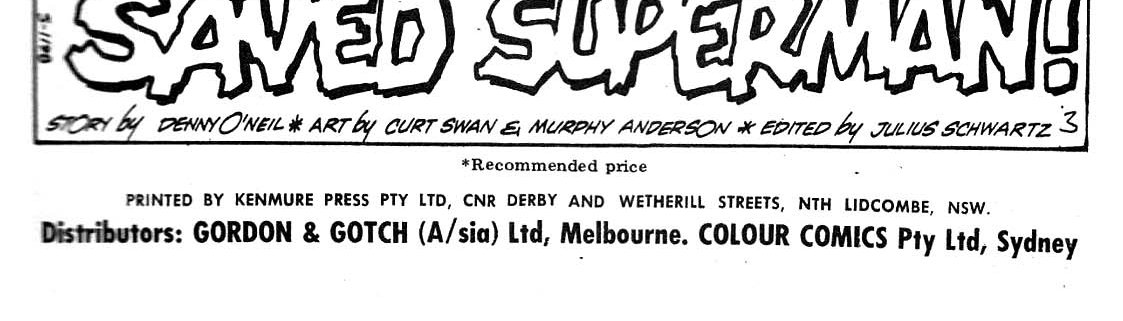 SAVED SUPERMAN!
S-1190
STORY by DENNY O'NEIL * ART by CURT SWAN & MURPHY ANDERSON * EDITED by JULIUS SCHWARTZ 3
*Recommended price
PRINTED BY KENMURE PRESS PTY LTD, CNR DERBY AND WETHERILL STREETS, NTH LIDCOMBE, NSW.
Distributors: GORDON & GOTCH (A/sia) Ltd, Melbourne. COLOUR COMICS Pty Ltd, Sydney